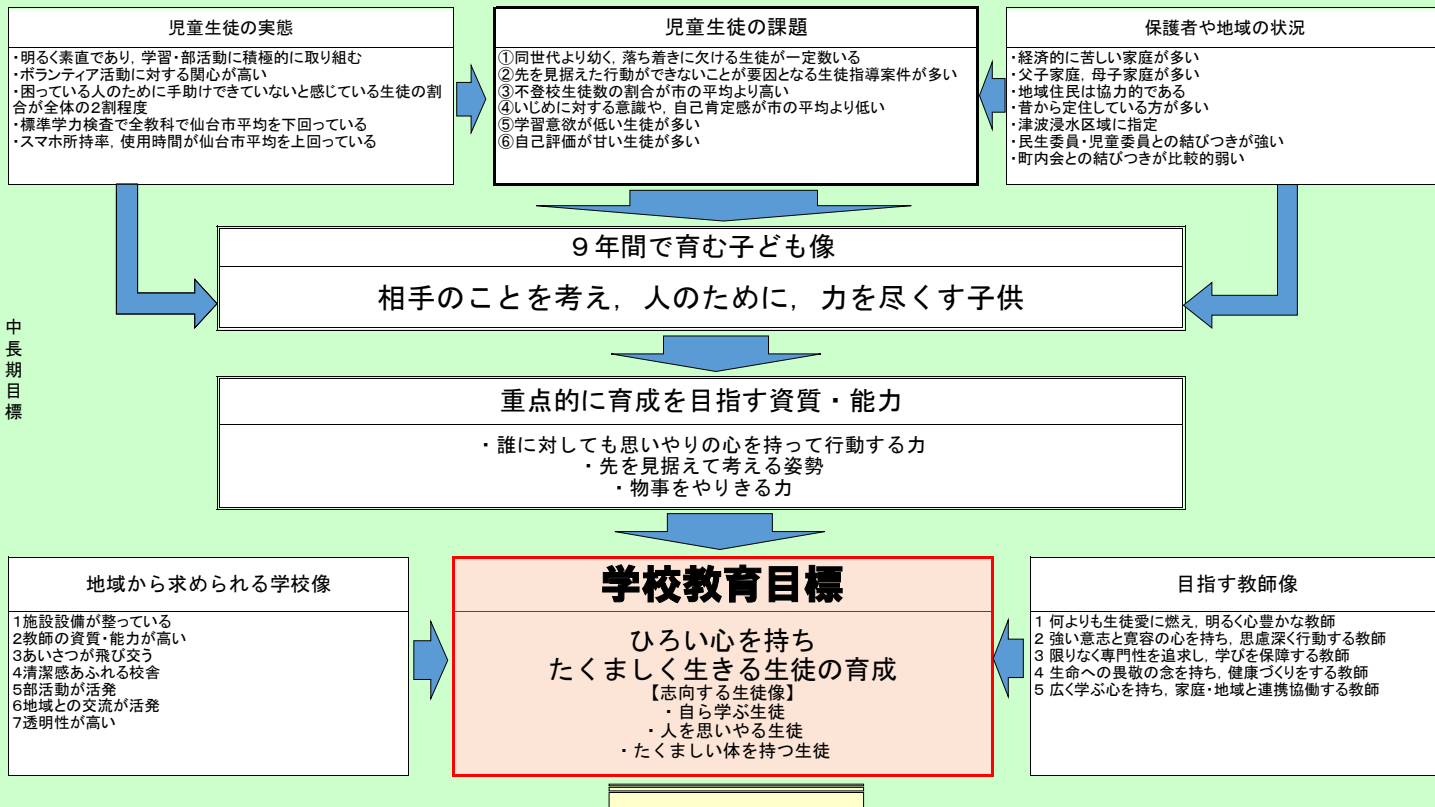 児童生徒の実態
・明るく素直であり，学習・部活動に積極的に取り組む
・ボランティア活動に対する関心が高い
・困っている人のために手助けできていないと感じている生徒の割
合が全体の2割程度
・標準学力検査で全教科で仙台市平均を下回っている
・スマホ所持率，使用時間が仙台市平均を上回っている
児童生徒の課題
①同世代より幼く，落ち着きに欠ける生徒が一定数いる
②先を見据えた行動ができないことが要因となる生徒指導案件が多い
③不登校生徒数の割合が市の平均より高い
④いじめに対する意識や，自己肯定感が市の平均より低い
⑤学習意欲が低い生徒が多い
⑥自己評価が甘い生徒が多い
保護者や地域の状況
・経済的に苦しい家庭が多い
・父子家庭，母子家庭が多い
・地域住民は協力的である
・昔から定住している方が多い
・津波浸水区域に指定
・民生委員・児童委員との結びつきが強い
・町内会との結びつきが比較的弱い
９年間で育む子ども像
相手のことを考え，人のために，力を尽くす子供
中長期目標
重点的に育成を目指す資質・能力
・誰に対しても思いやりの心を持って行動する力
・先を見据えて考える姿勢
・物事をやりきる力
地域から求められる学校像
1施設設備が整っている
2教師の資質・能力が高い
3あいさつが飛び交う
4清潔感あふれる校舎
5部活動が活発
6地域との交流が活発
7透明性が高い
学校教育目標
ひろい心を持ち
たくましく生きる生徒の育成
【志向する生徒像】
・自ら学ぶ生徒
・人を思いやる生徒
・たくましい体を持つ生徒
目指す教師像
1 何よりも生徒愛に燃え，明るく心豊かな教師
2 強い意志と寛容の心を持ち，思慮深く行動する教師
3 限りなく専門性を追求し，学びを保障する教師
4 生命への畏敬の念を持ち，健康づくりをする教師
5 広く学ぶ心を持ち，家庭・地域と連携協働する教師